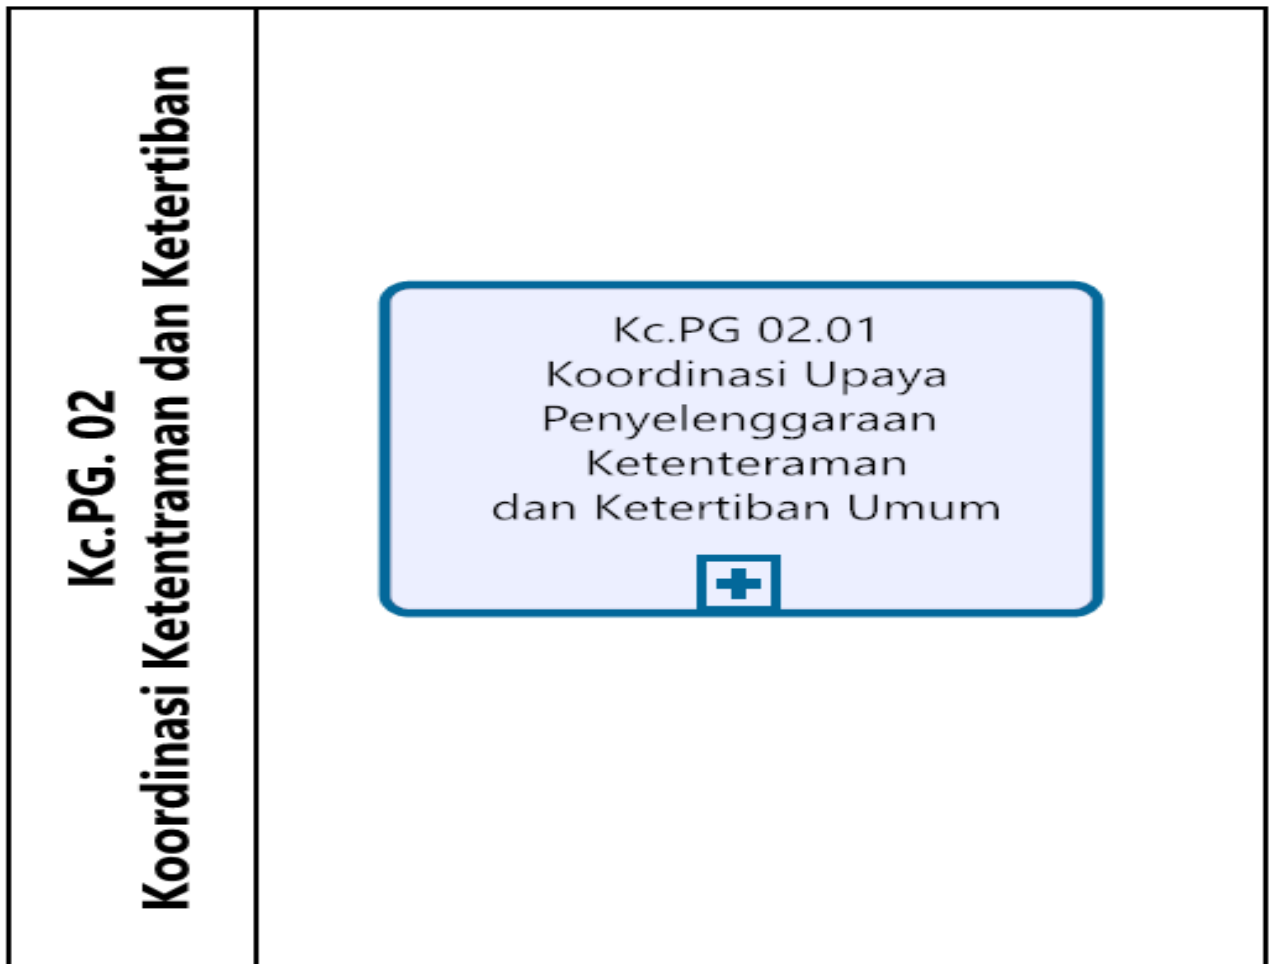 Kc.PG. 02
Koordinasi Ketentraman dan Ketertiban
Kc.PG 02.01
Koordinasi Upaya
Penyelenggaraan
Ketenteraman
dan Ketertiban Umum